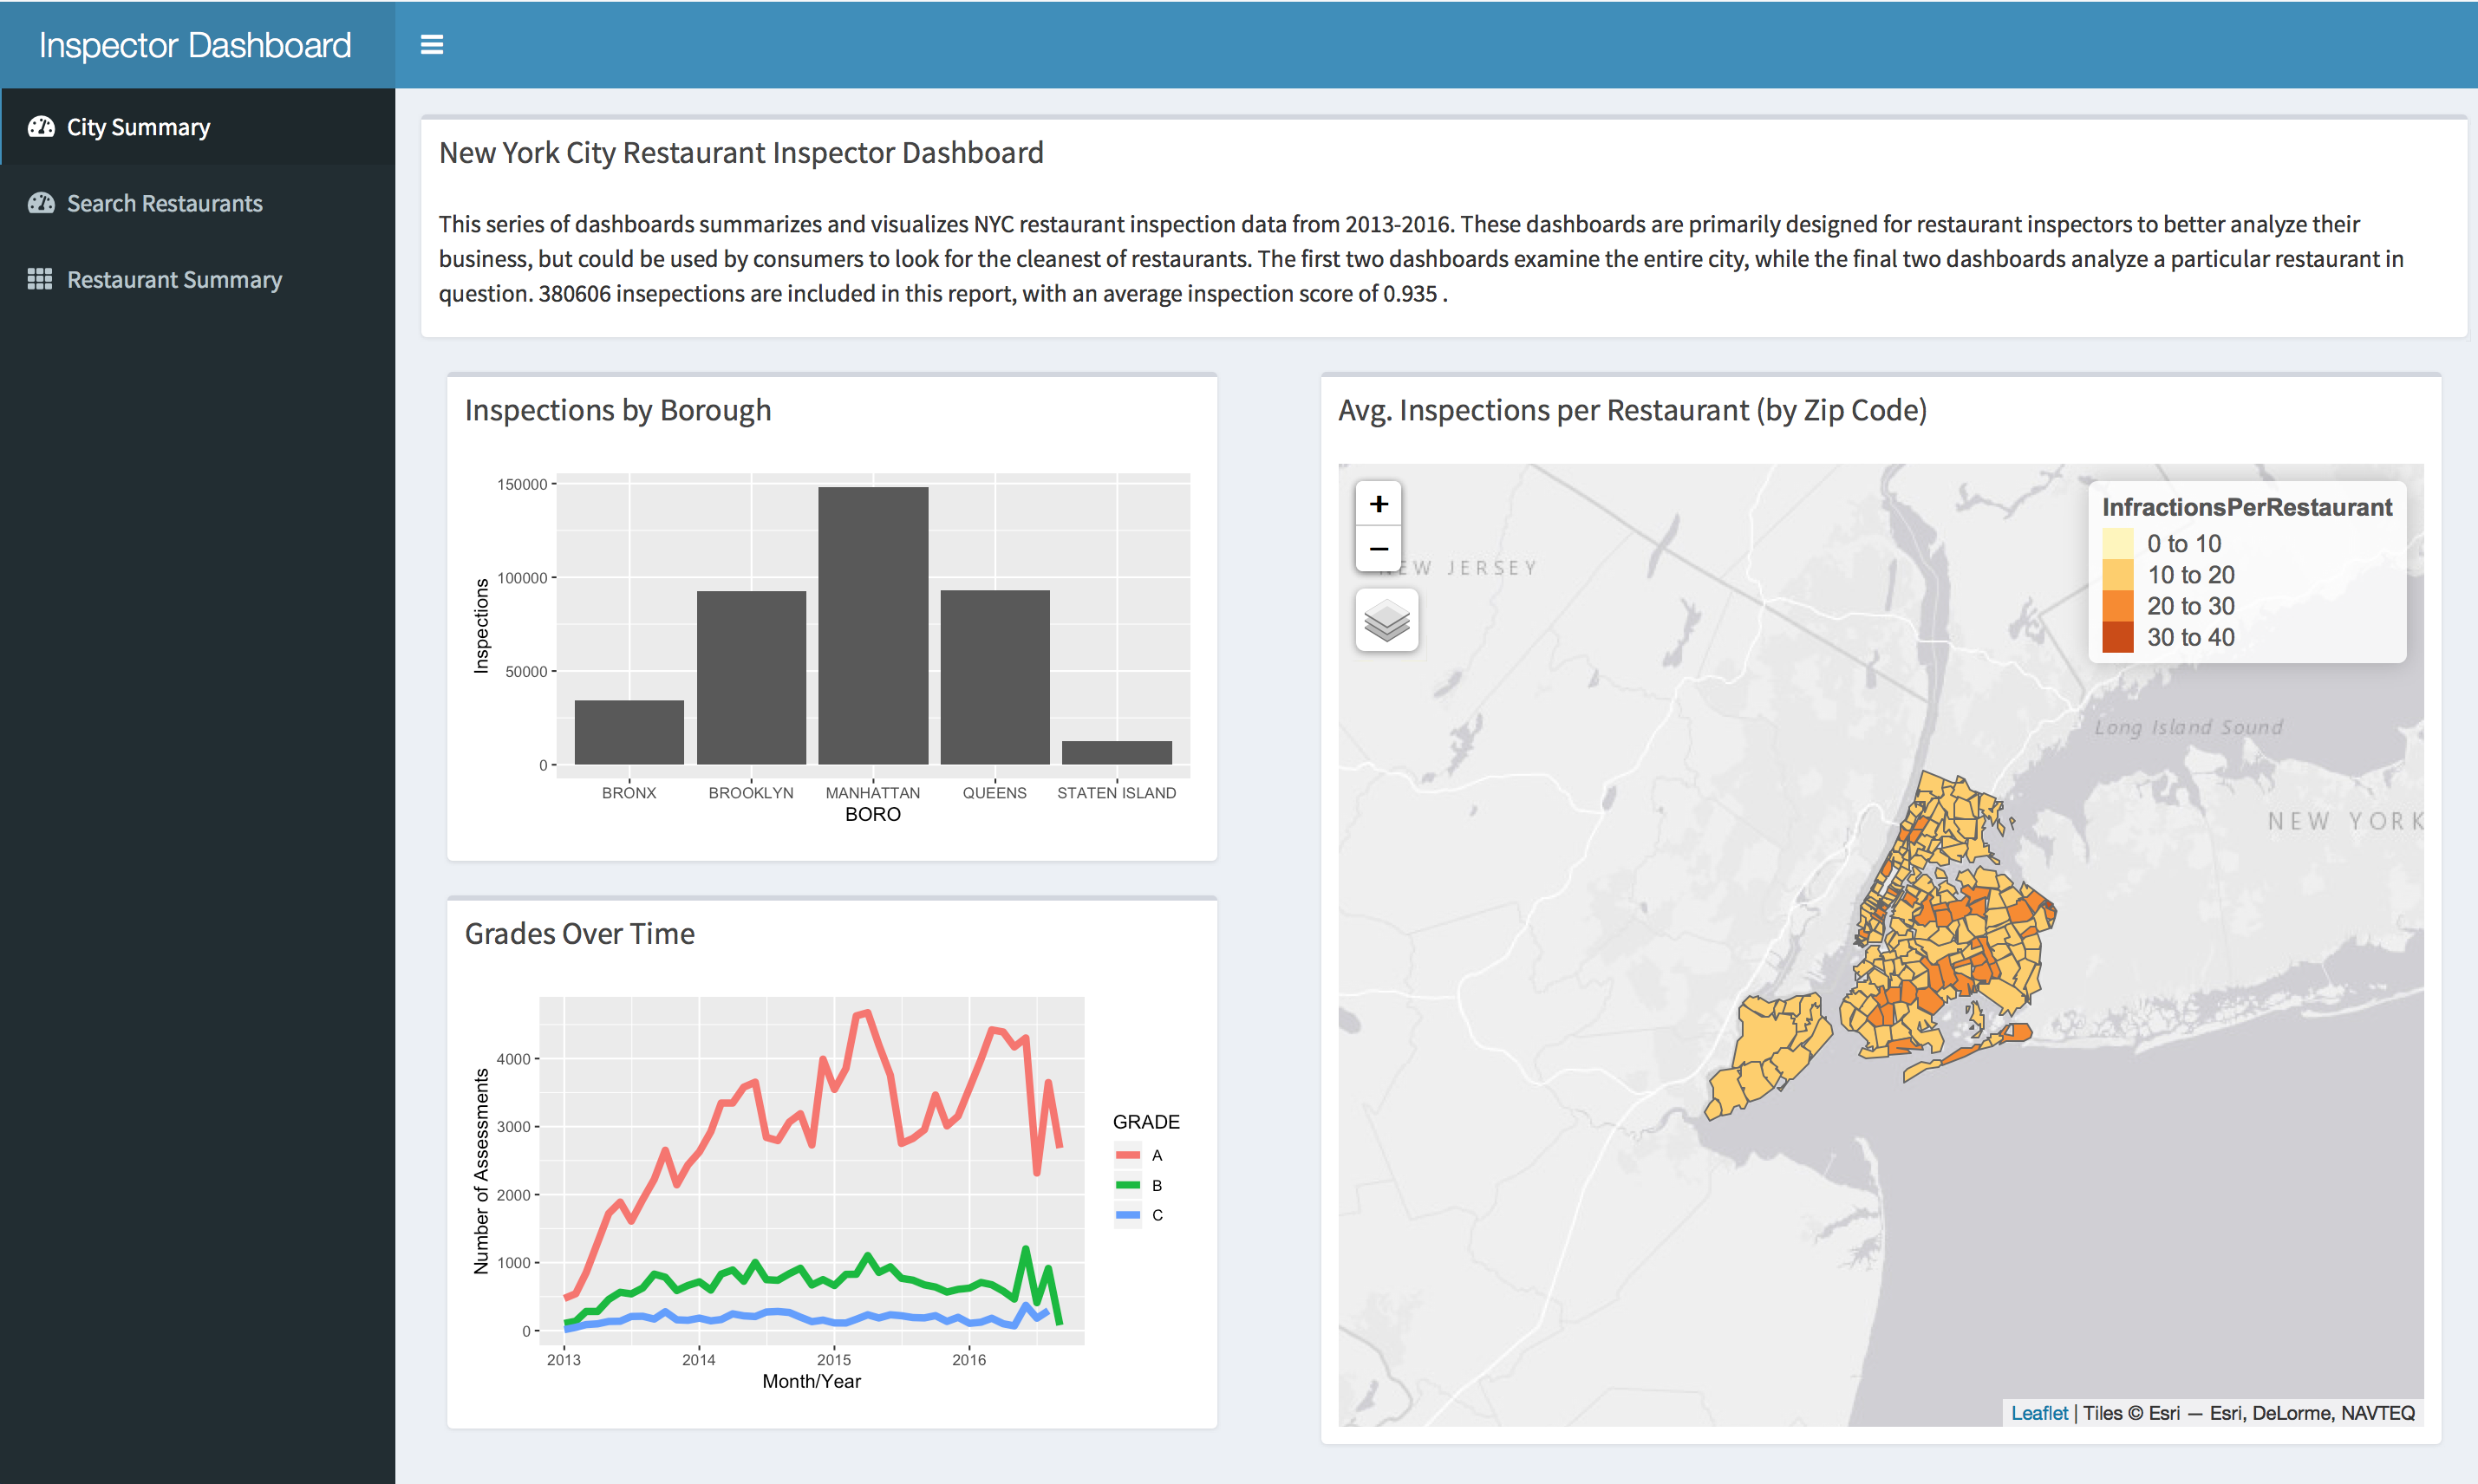 Inspector Dashboard
City Summary
Search Restaurants
Restaurant Summary
New York City Restaurant Inspector Dashboard
This series of dashboards summarizes and visualizes NYC restaurant inspection data from 2013-2016. These dashboards are primarily designed for restaurant inspectors to better analyze their
business, but could be used by consumers to look for the cleanest of restaurants. The first two dashboards examine the entire city, while the final two dashboards analyze a particular restaurant in
question. 380606 insepections are included in this report, with an average inspection score of 0.935 .
Inspections by Borough
150000
100000
50000
0
Inspections
BRONX BROOKLYN MANHATTAN QUEENS STATEN ISLAND
BORO
Grades Over Time
4000
3000
2000
1000
0
Number of Assessments
2013 2014 2015 2016
Month/Year
GRADE
A
B
C
Avg. Inspections per Restaurant (by Zip Code)
+
−
EW JERSEY
InfractionsPerRestaurant
0 to 10
10 to 20
20 to 30
30 to 40
Long Island Sound
NEW YORK
Leaflet | Tiles © Esri — Esri, DeLorme, NAVTEQ